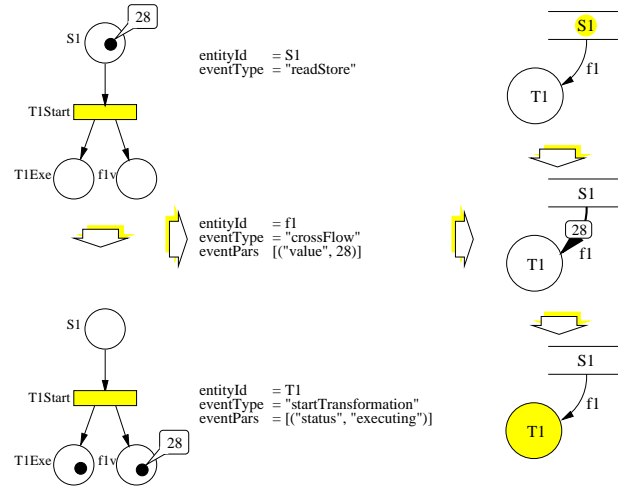 28
S1
T1Start
T1Exe
f1v
entityId = S1
eventType = "readStore"
S1
f1
T1
entityId = f1
eventType = "crossFlow"
eventPars [("value", 28)]
S1
28
f1
T1
S1
T1Start
T1Exe
f1v
28
entityId = T1
eventType = "startTransformation"
eventPars = [("status", "executing")]
S1
f1
T1